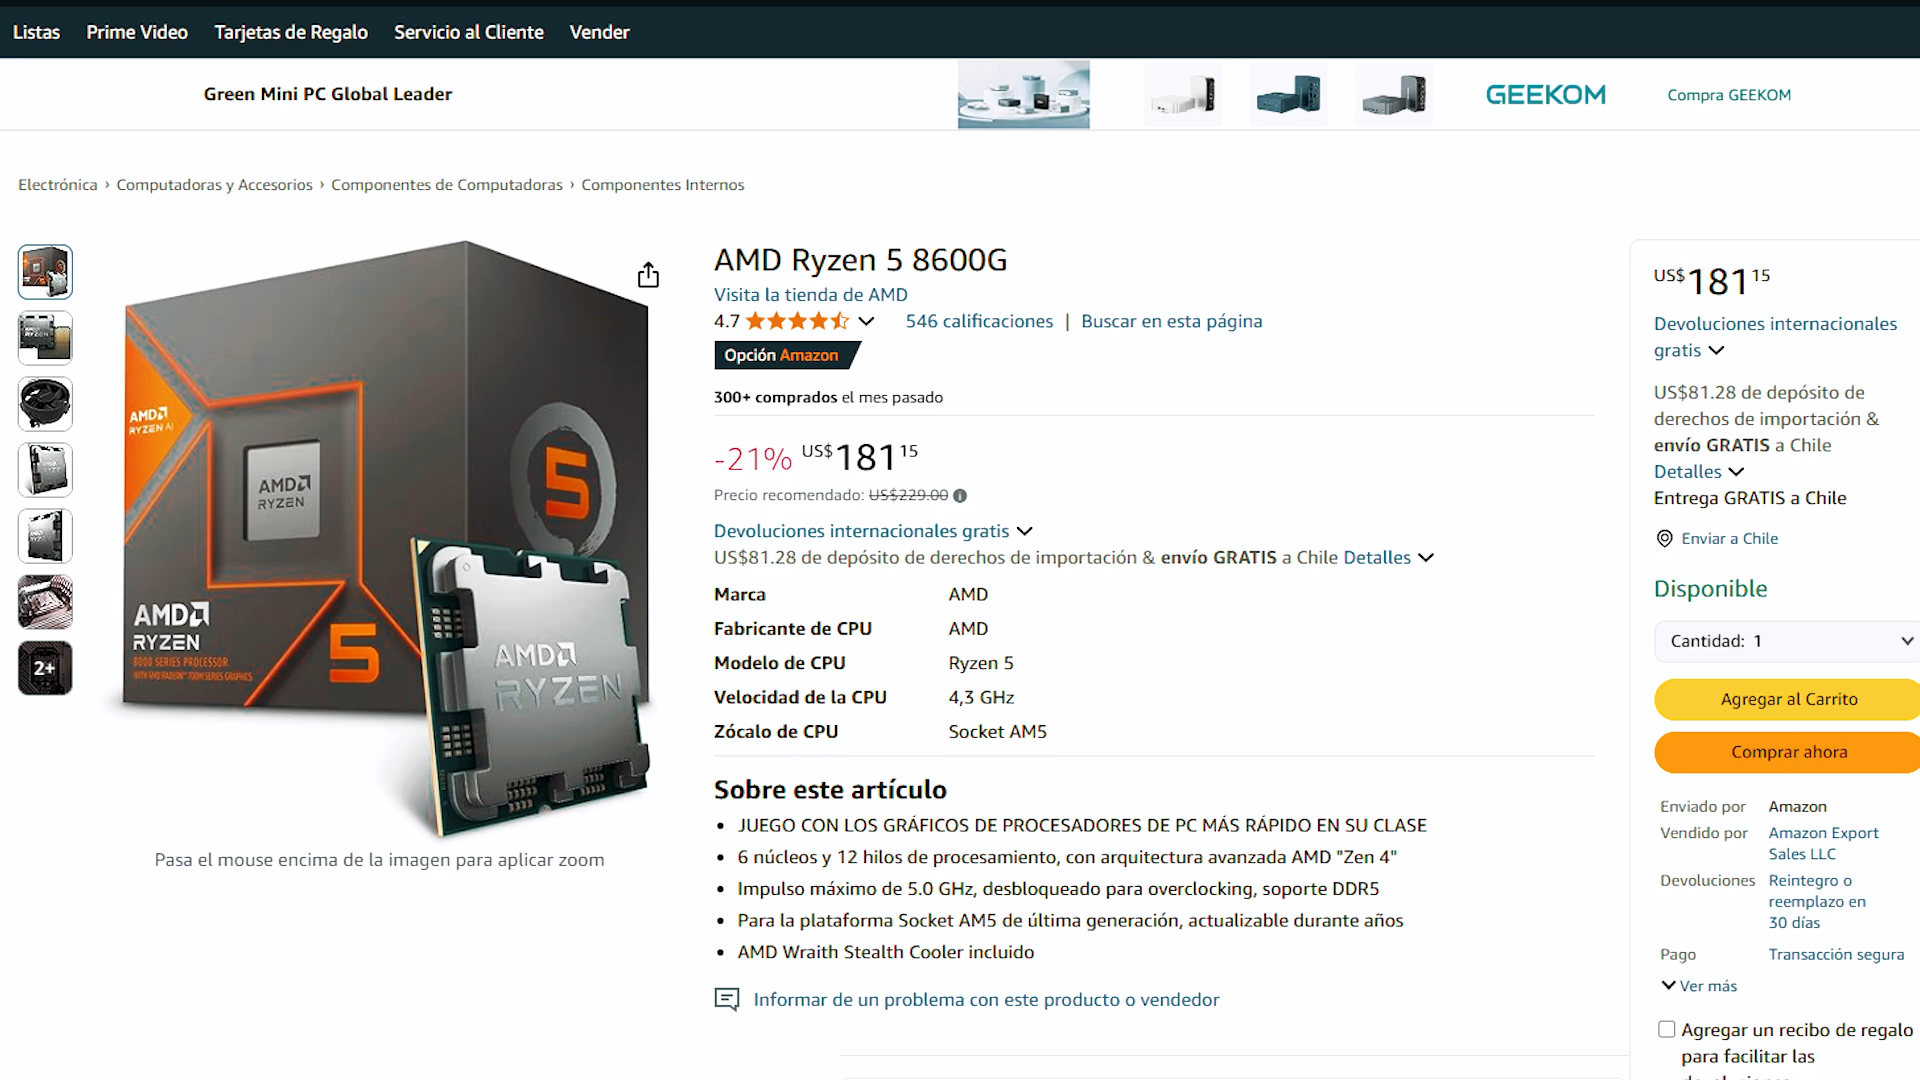 Listas Prime Video Tarjetas de Regalo Servicio al Cliente Vender
Green Mini PC Global Leader
GEEKOM
Compra GEEKOM
Electrónica › Computadoras y Accesorios › Componentes de Computadoras › Componentes Internos
2+
AMD
RYZEN AI
AMD
RYZEN
5
AMD
RYZEN
8000 SERIES PROCESSOR
WITH AMD RADEON™ 700M SERIES GRAPHICS
5
AMD
RYZEN
Pasa el mouse encima de la imagen para aplicar zoom
AMD Ryzen 5 8600G
Visita la tienda de AMD
4.7 546 calificaciones | Buscar en esta página
Opción Amazon
300+ comprados el mes pasado
-21% US$181 15
Precio recomendado: US$229.00
Devoluciones internacionales gratis
US$81.28 de depósito de derechos de importación & envío GRATIS a Chile Detalles
Marca AMD
Fabricante de CPU AMD
Modelo de CPU Ryzen 5
Velocidad de la CPU 4,3 GHz
Zócalo de CPU Socket AM5
Sobre este artículo
• JUEGO CON LOS GRÁFICOS DE PROCESADORES DE PC MÁS RÁPIDO EN SU CLASE
• 6 núcleos y 12 hilos de procesamiento, con arquitectura avanzada AMD "Zen 4"
• Impulso máximo de 5.0 GHz, desbloqueado para overclocking, soporte DDR5
• Para la plataforma Socket AM5 de última generación, actualizable durante años
• AMD Wraith Stealth Cooler incluido
Informar de un problema con este producto o vendedor
US$181 15
Devoluciones internacionales
gratis
US$81.28 de depósito de
derechos de importación &
envío GRATIS a Chile
Detalles
Entrega GRATIS a Chile
Enviar a Chile
Disponible
Cantidad: 1
Agregar al Carrito
Comprar ahora
Enviado por Amazon
Vendido por Amazon Export
Sales LLC
Devoluciones Reintegro o
reemplazo en
30 días
Pago Transacción segura
Ver más
Agregar un recibo de regalo
para facilitar las